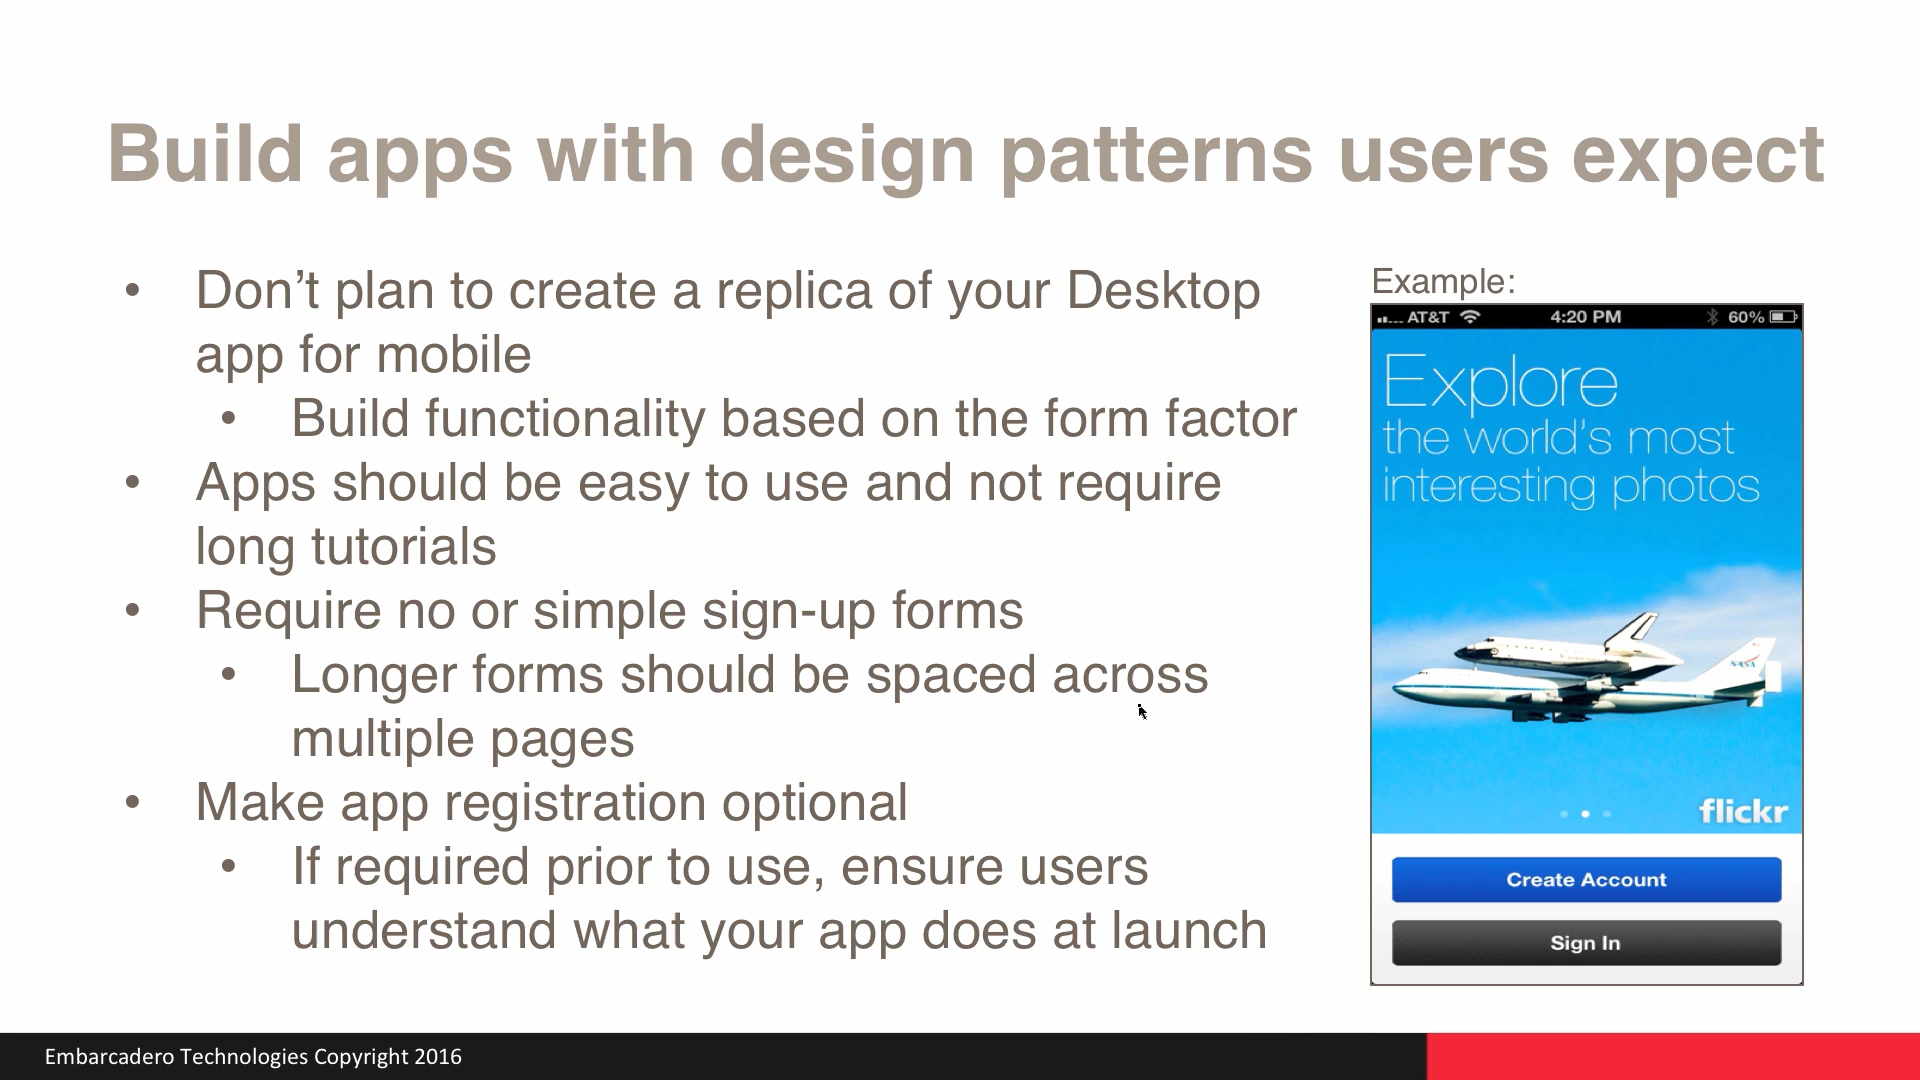 Build apps with design patterns users expect
• Don’t plan to create a replica of your Desktop
app for mobile
• Build functionality based on the form factor
• Apps should be easy to use and not require
long tutorials
• Require no or simple sign-up forms
• Longer forms should be spaced across
multiple pages
• Make app registration optional
• If required prior to use, ensure users
understand what your app does at launch
Example:
AT&T 4:20 PM 60%
Explore
the world's most
interesting photos
NASA
flickr
Create Account
Sign In
Embarcadero Technologies Copyright 2016